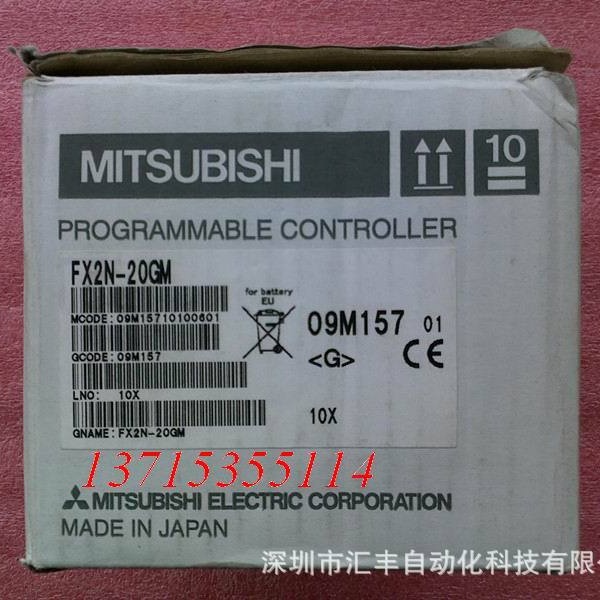 MITSUBISHI
10
PROGRAMMABLE CONTROLLER
FX2N-20GM
MCODE: 09M15710100601
GCODE: 09M157
LNO: 10X
GNAME: FX2N-20GM
for battery
EU
09M157 01
<G> CE
10X
13715355114
MITSUBISHI ELECTRIC CORPORATION
MADE IN JAPAN
深圳市汇丰自动化科技有限